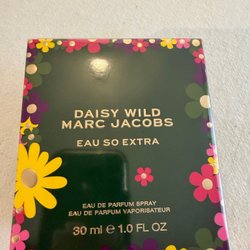 DAISY WILD
MARC JACOBS
EAU SO EXTRA
EAU DE PARFUM SPRAY
EAU DE PARFUM VAPORISATEUR
30 ml e 1.0 FL OZ